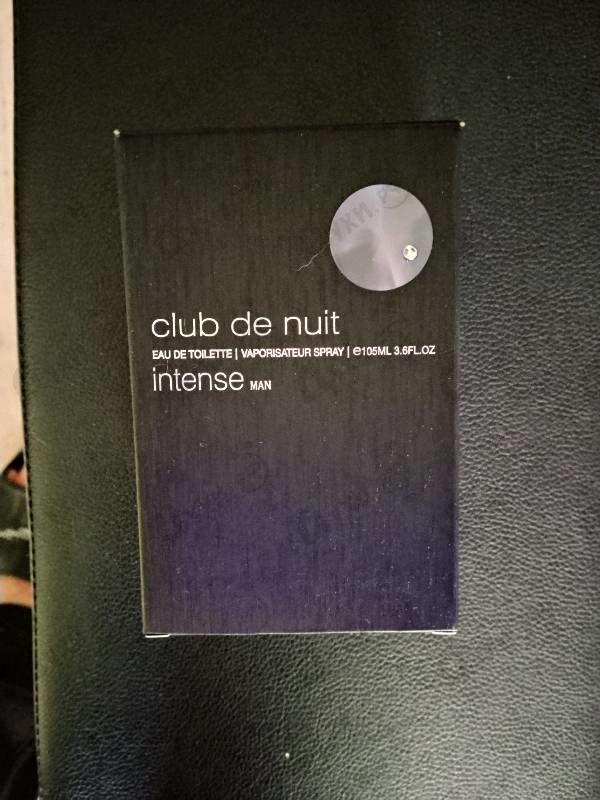 club de nuit
EAU DE TOILETTE | VAPORISATEUR SPRAY | ℮105ML 3.6FL.OZ
intense MAN